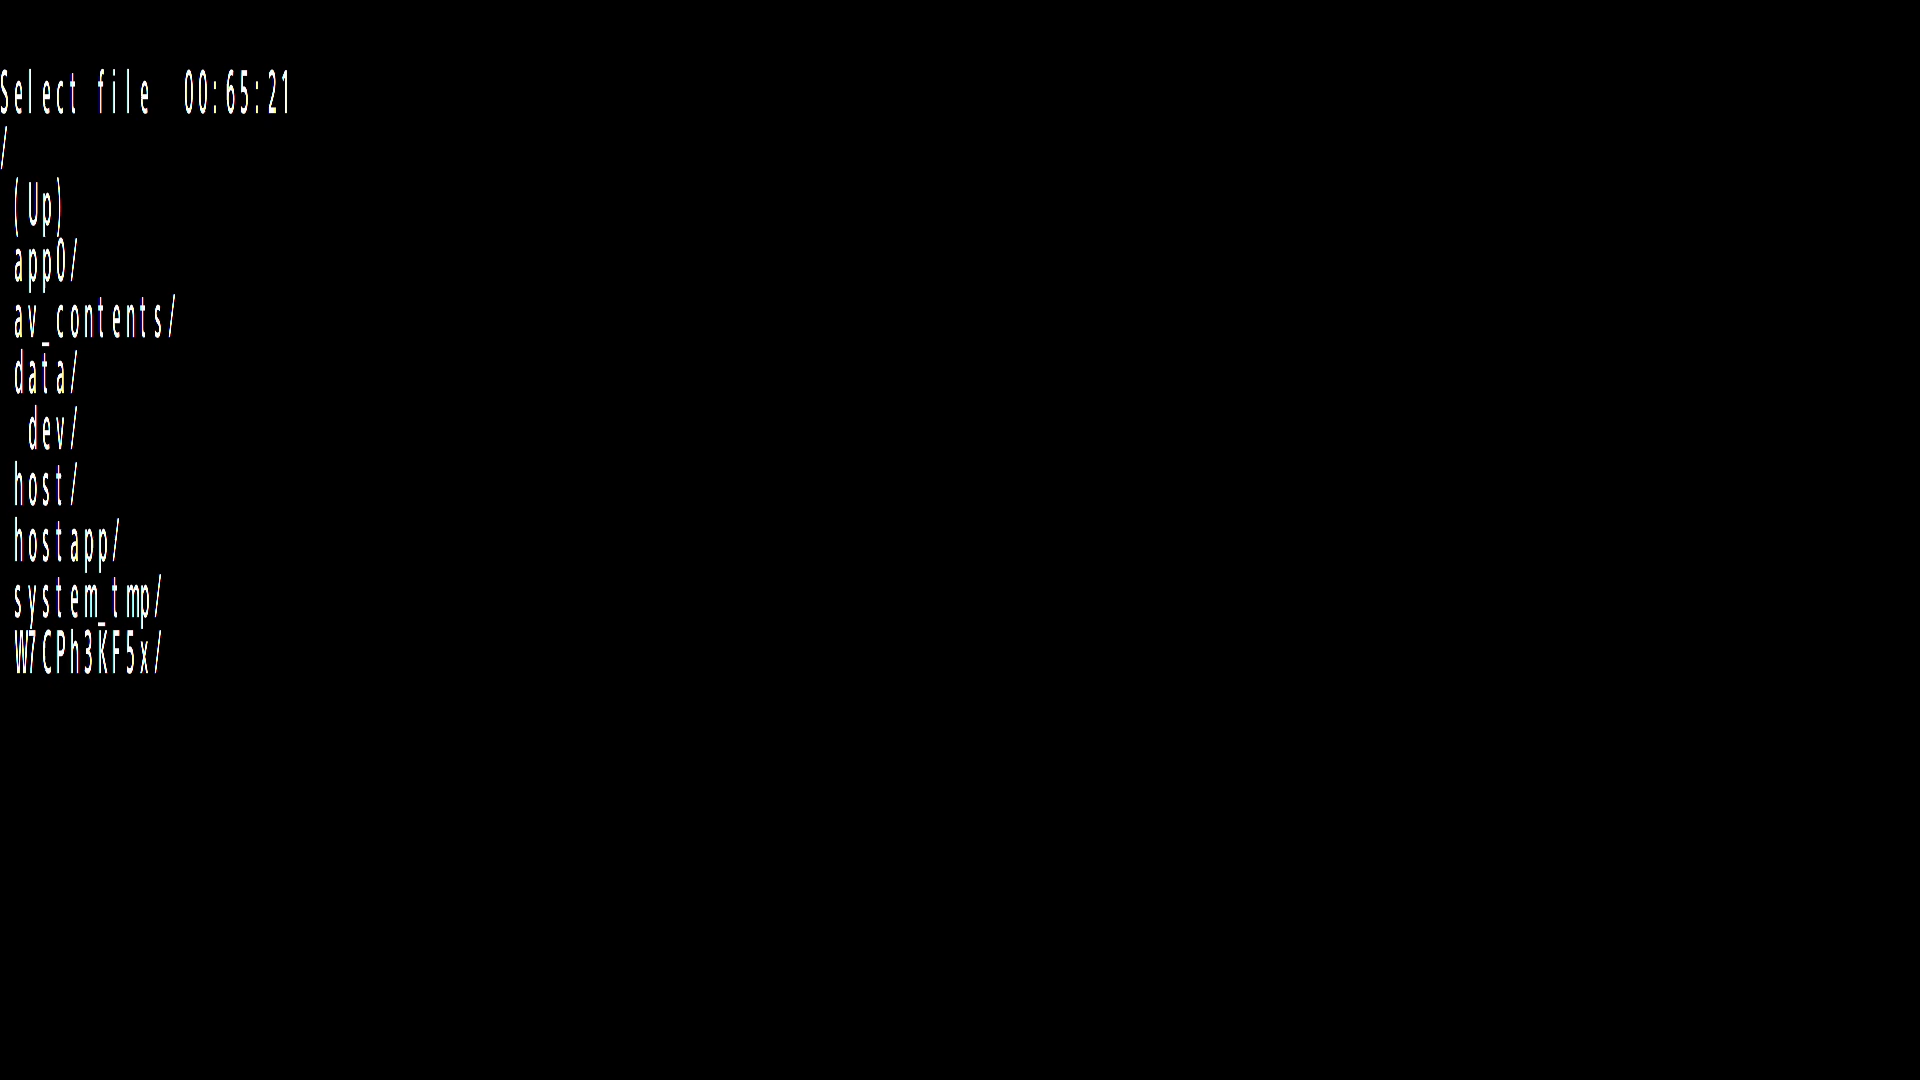 Select file  00:65:21
/
 (Up)
 app0/
 av_contents/
 data/
  dev/
 host/
 hostapp/
 system_tmp/
 W7CPh3KF5x/